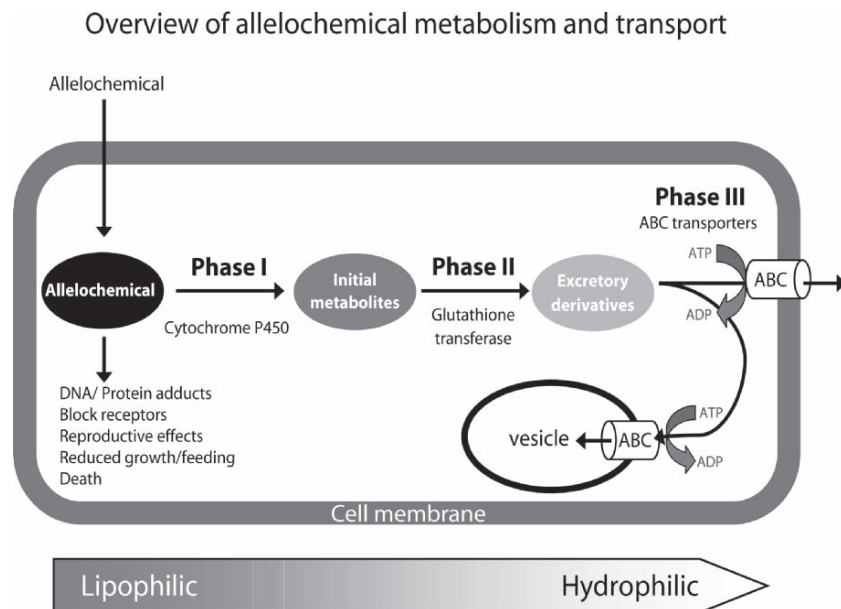 Overview of allelochemical metabolism and transport
Allelochemical
Phase III
ABC transporters
Allelochemical
Phase I
Cytochrome P450
Initial
metabolites
Phase II
Glutathione
transferase
Excretory
derivatives
ATP
ABC
ADP
DNA/ Protein adducts
Block receptors
Reproductive effects
Reduced growth/feeding
Death
vesicle
ABC
ATP
ADP
Cell membrane
Lipophilic
Hydrophilic